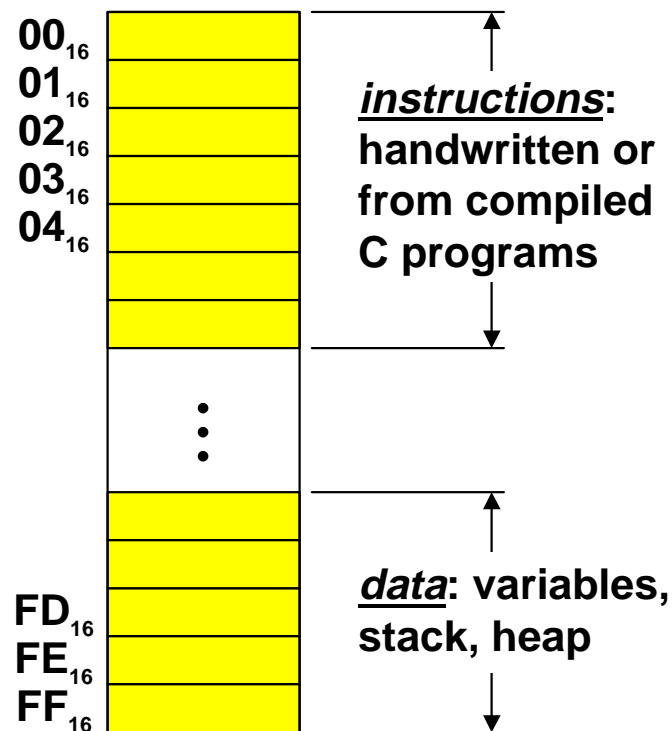 00₁₆
01₁₆
02₁₆
03₁₆
04₁₆
instructions:
handwritten or
from compiled
C programs
FD₁₆
FE₁₆
FF₁₆
data: variables,
stack, heap